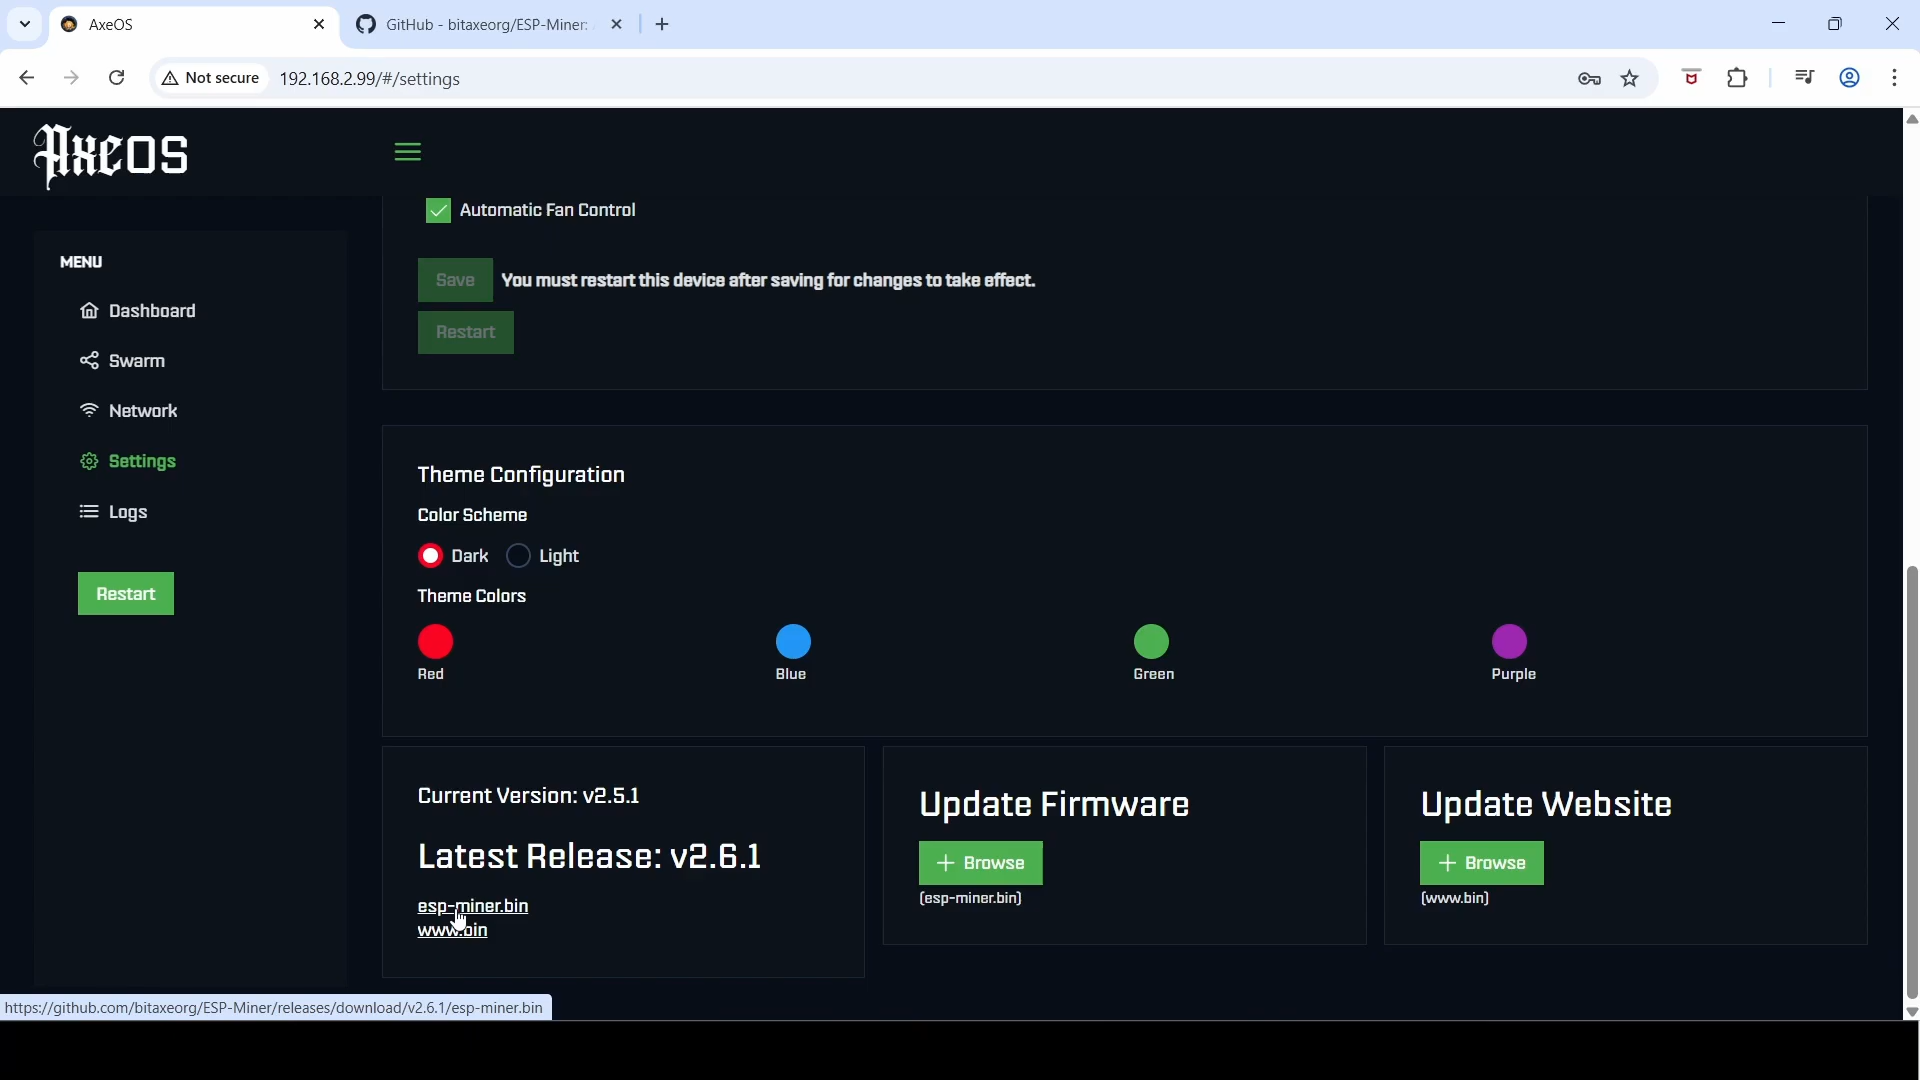 AxeOS
GitHub - bitaxeorg/ESP-Miner:
Not secure
192.168.2.99/#/settings
AxeOS
Automatic Fan Control
MENU
Save
You must restart this device after saving for changes to take effect.
Dashboard
Restart
Swarm
Network
Settings
Theme Configuration
Logs
Color Scheme
Dark
Light
Restart
Theme Colors
Red
Blue
Green
Purple
Current Version: v2.5.1
Update Firmware
Update Website
Latest Release: v2.6.1
+ Browse
+ Browse
esp-miner.bin
(esp-miner.bin)
(www.bin)
www.bin
https://github.com/bitaxeorg/ESP-Miner/releases/download/v2.6.1/esp-miner.bin